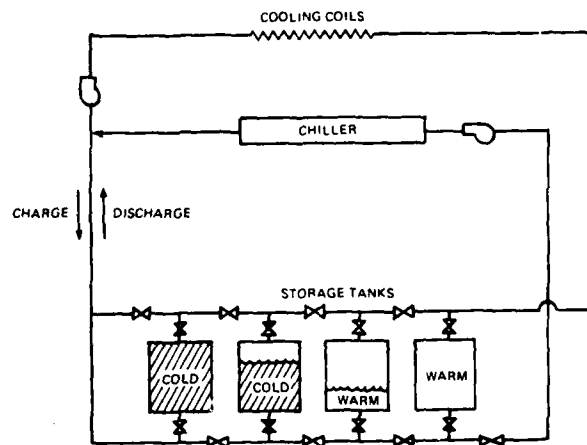 COOLING COILS
CHILLER
CHARGE
DISCHARGE
STORAGE TANKS
COLD
COLD
WARM
WARM